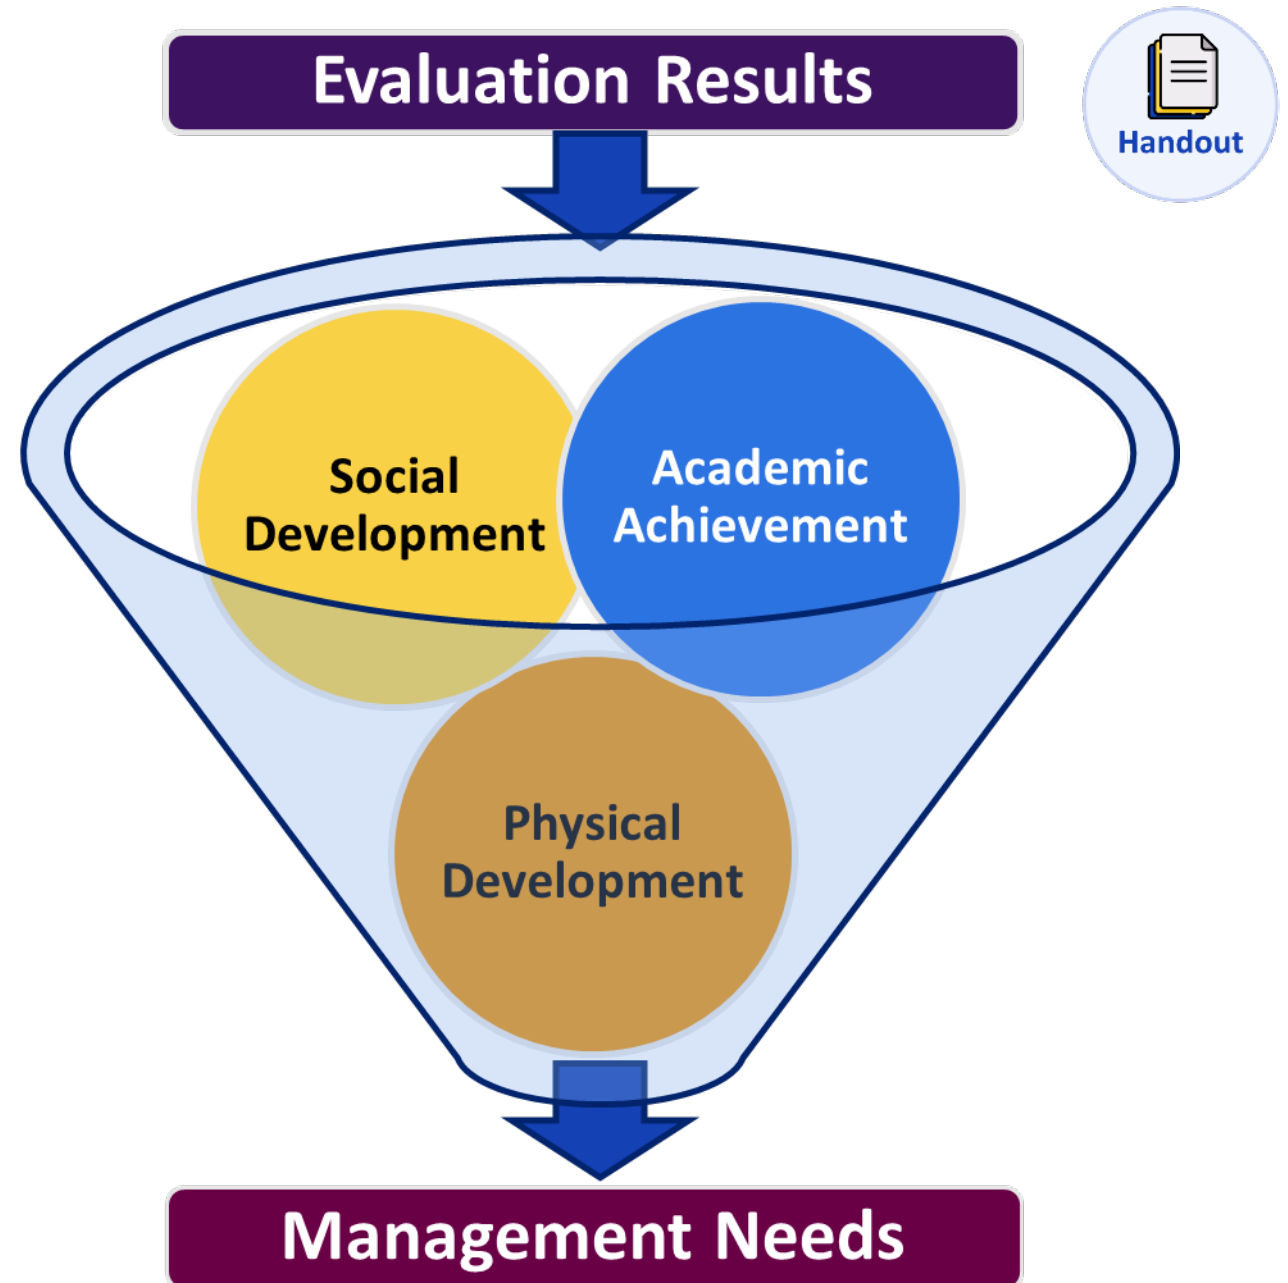 Evaluation Results
Handout
Social
Development
Academic
Achievement
Physical
Development
Management Needs